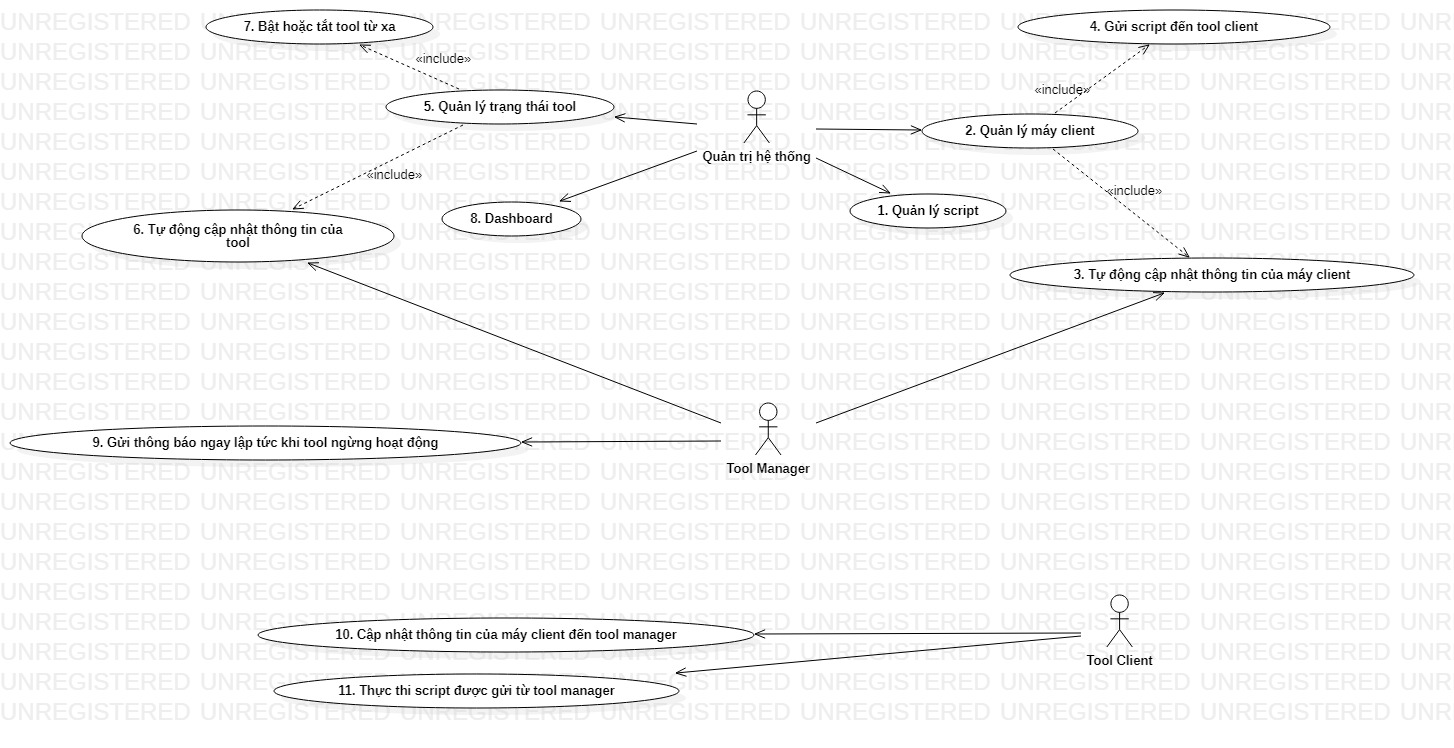 7. Bật hoặc tắt tool từ xa
4. Gửi script đến tool client
«include»
«include»
5. Quản lý trạng thái tool
2. Quản lý máy client
Quản trị hệ thống
«include»
«include»
8. Dashboard
1. Quản lý script
6. Tự động cập nhật thông tin của
tool
3. Tự động cập nhật thông tin của máy client
9. Gửi thông báo ngay lập tức khi tool ngừng hoạt động
Tool Manager
10. Cập nhật thông tin của máy client đến tool manager
Tool Client
11. Thực thi script được gửi từ tool manager
UNREGISTERED